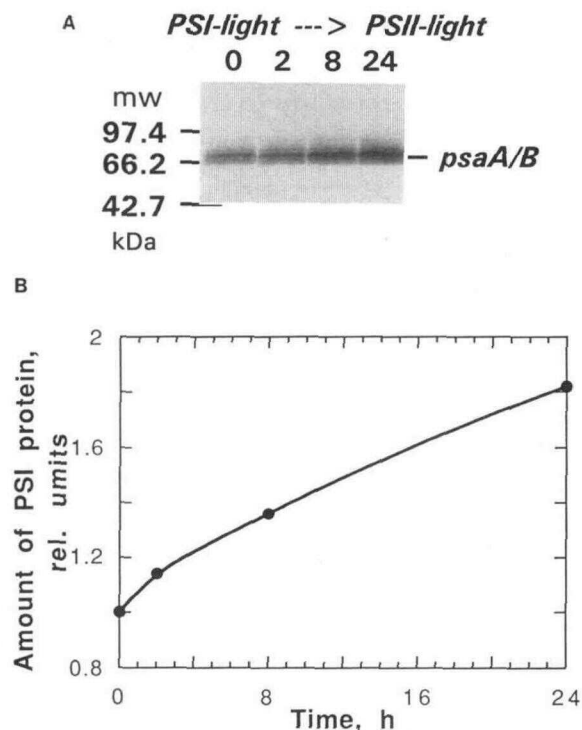 A
PSI-light ---> PSII-light
0 2 8 24
mw
97.4
66.2
psaA/B
42.7
kDa
B
Amount of PSI protein,
rel. umits
2
1.6
1.2
0.8
0 8 16 24
Time, h